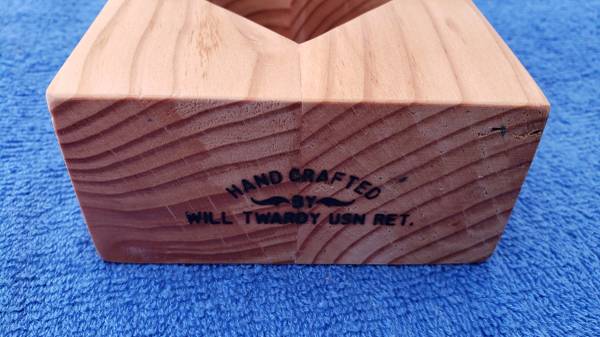 HAND CRAFTED
BY
WILL TWARDY USN RET.